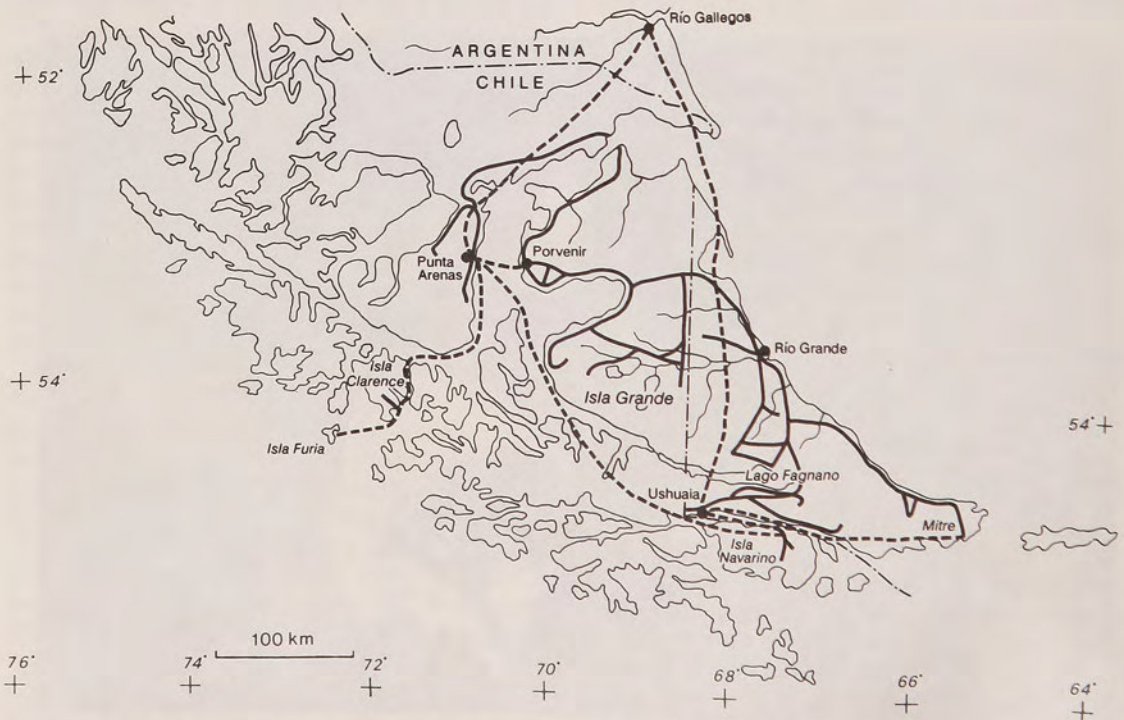 Río Gallegos
ARGENTINA
52°
CHILE
Punta
Arenas
Porvenir
Río Grande
54°
Isla
Clarence
Isla Grande
54°
Isla Furia
Lago Fagnano
Ushuaia
Mitre
Isla
Navarino
100 km
76°
74°
72°
70°
68°
66°
64°